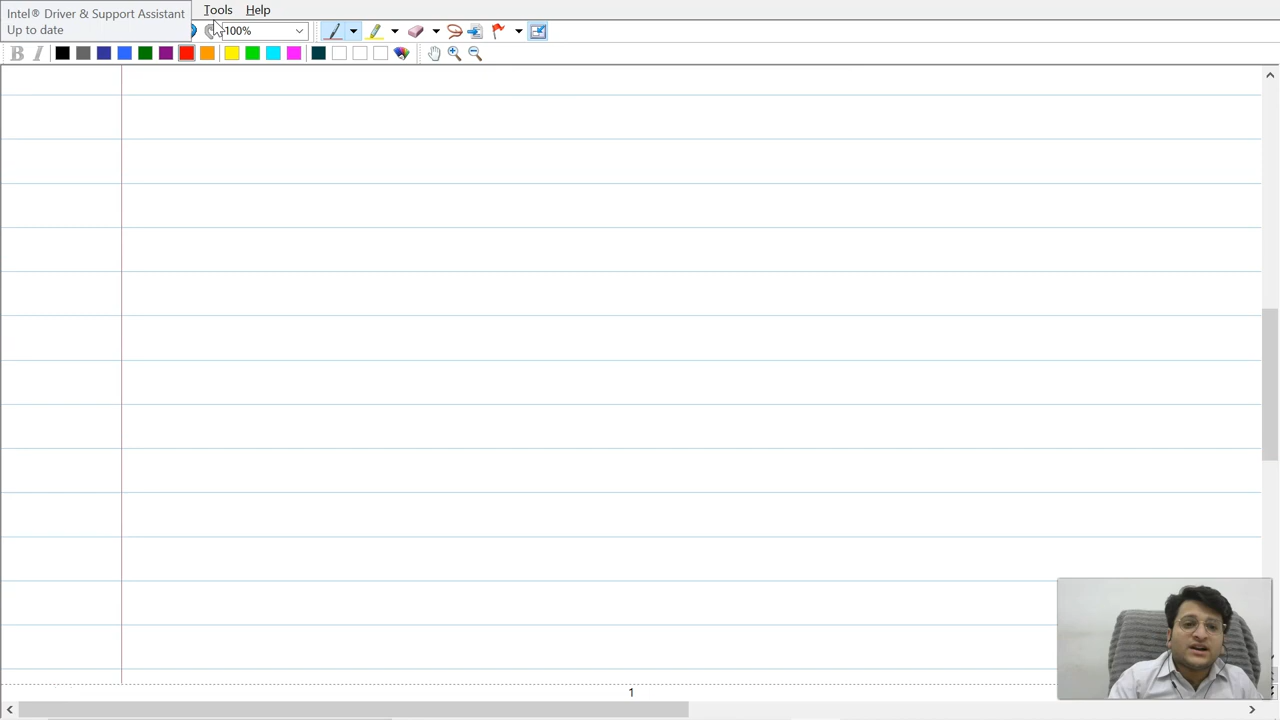 Intel® Driver & Support Assistant
Up to date
Tools Help
100%
B I
1